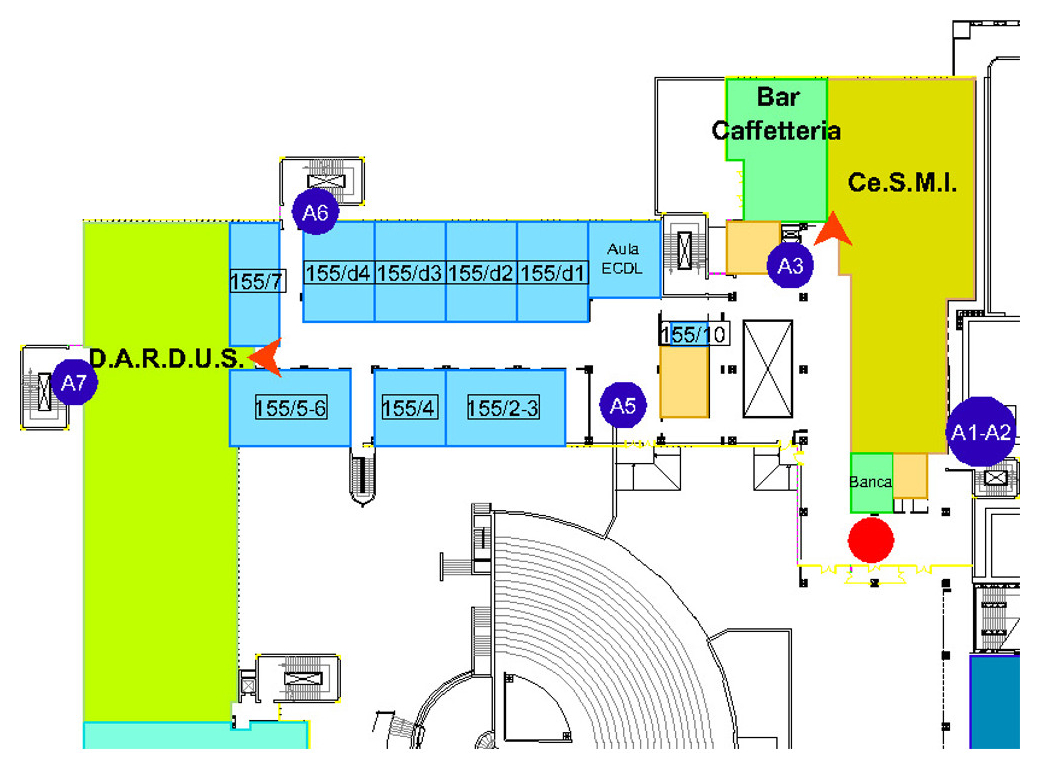 Bar
Caffetteria
Ce.S.M.I.
A6
Aula
ECDL
A3
155/7
155/d4
155/d3
155/d2
155/d1
155/10
D.A.R.D.U.S.
A7
155/5-6
155/4
155/2-3
A5
A1-A2
Banca